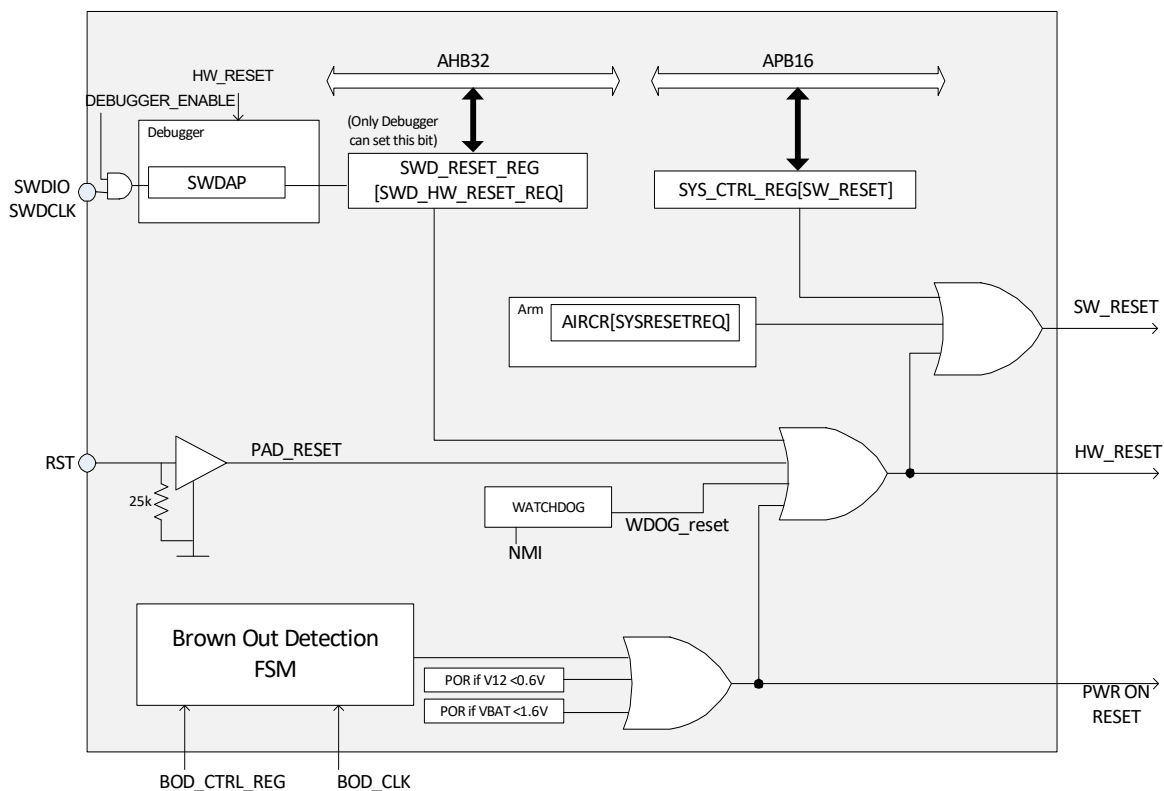 AHB32
APB16
HW_RESET
DEBUGGER_ENABLE
Debugger
SWDAP
(Only Debugger
can set this bit)
SWD_RESET_REG
[SWD_HW_RESET_REQ]
SYS_CTRL_REG[SW_RESET]
SWDIO
SWDCLK
Arm
AIRCR[SYSRESETREQ]
SW_RESET
RST
25k
PAD_RESET
HW_RESET
WATCHDOG
WDOG_reset
NMI
Brown Out Detection
FSM
POR if V12 <0.6V
POR if VBAT <1.6V
PWR ON
RESET
BOD_CTRL_REG
BOD_CLK